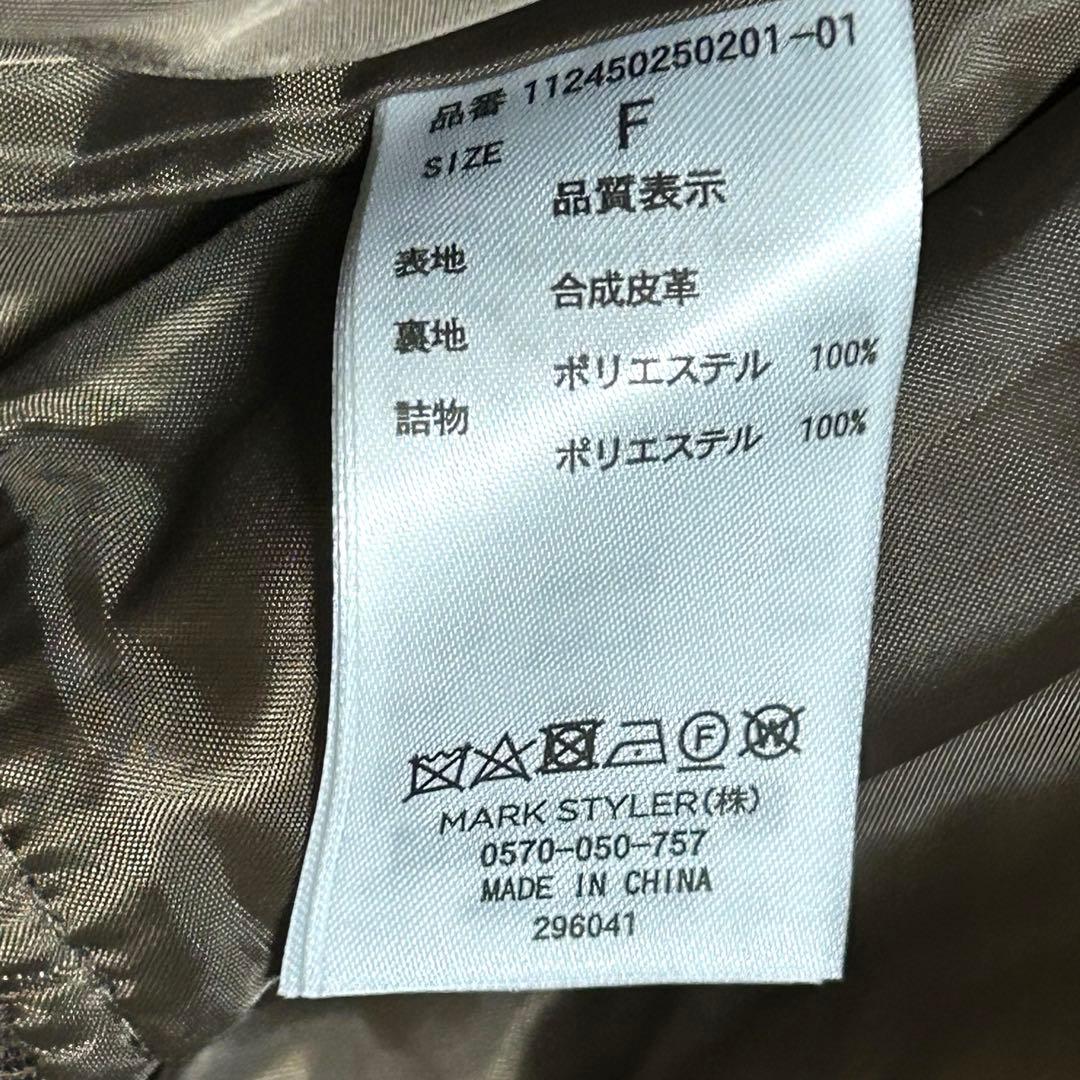 品番 112450250201-01
SIZE F
品質表示
表地 合成皮革
裏地 ポリエステル 100%
詰物 ポリエステル 100%
F W
MARK STYLER(株)
0570-050-757
MADE IN CHINA
296041